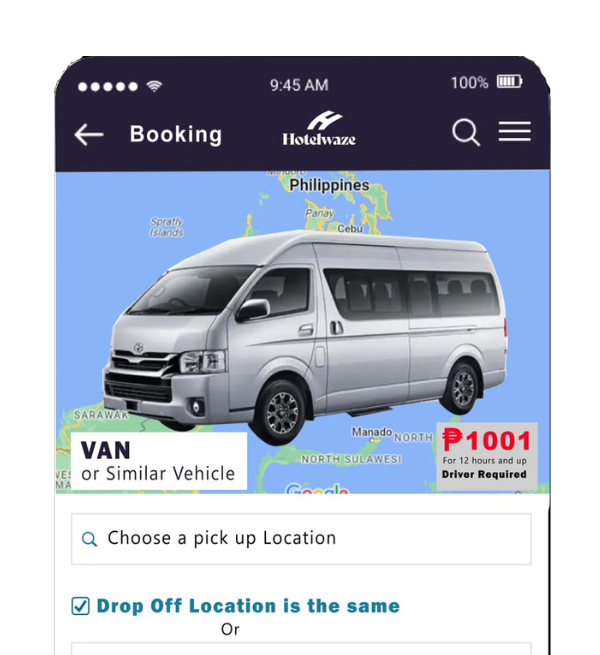 9:45 AM
100%
Booking
Hotelwaze
Mindoro
Philippines
Panay
Cebu
Spratly
Islands
SARAWAK
Manado
NORTH
NORTH SULAWESI
Google
VAN
or Similar Vehicle
₱1001
For 12 hours and up
Driver Required
Choose a pick up Location
Drop Off Location is the same
Or